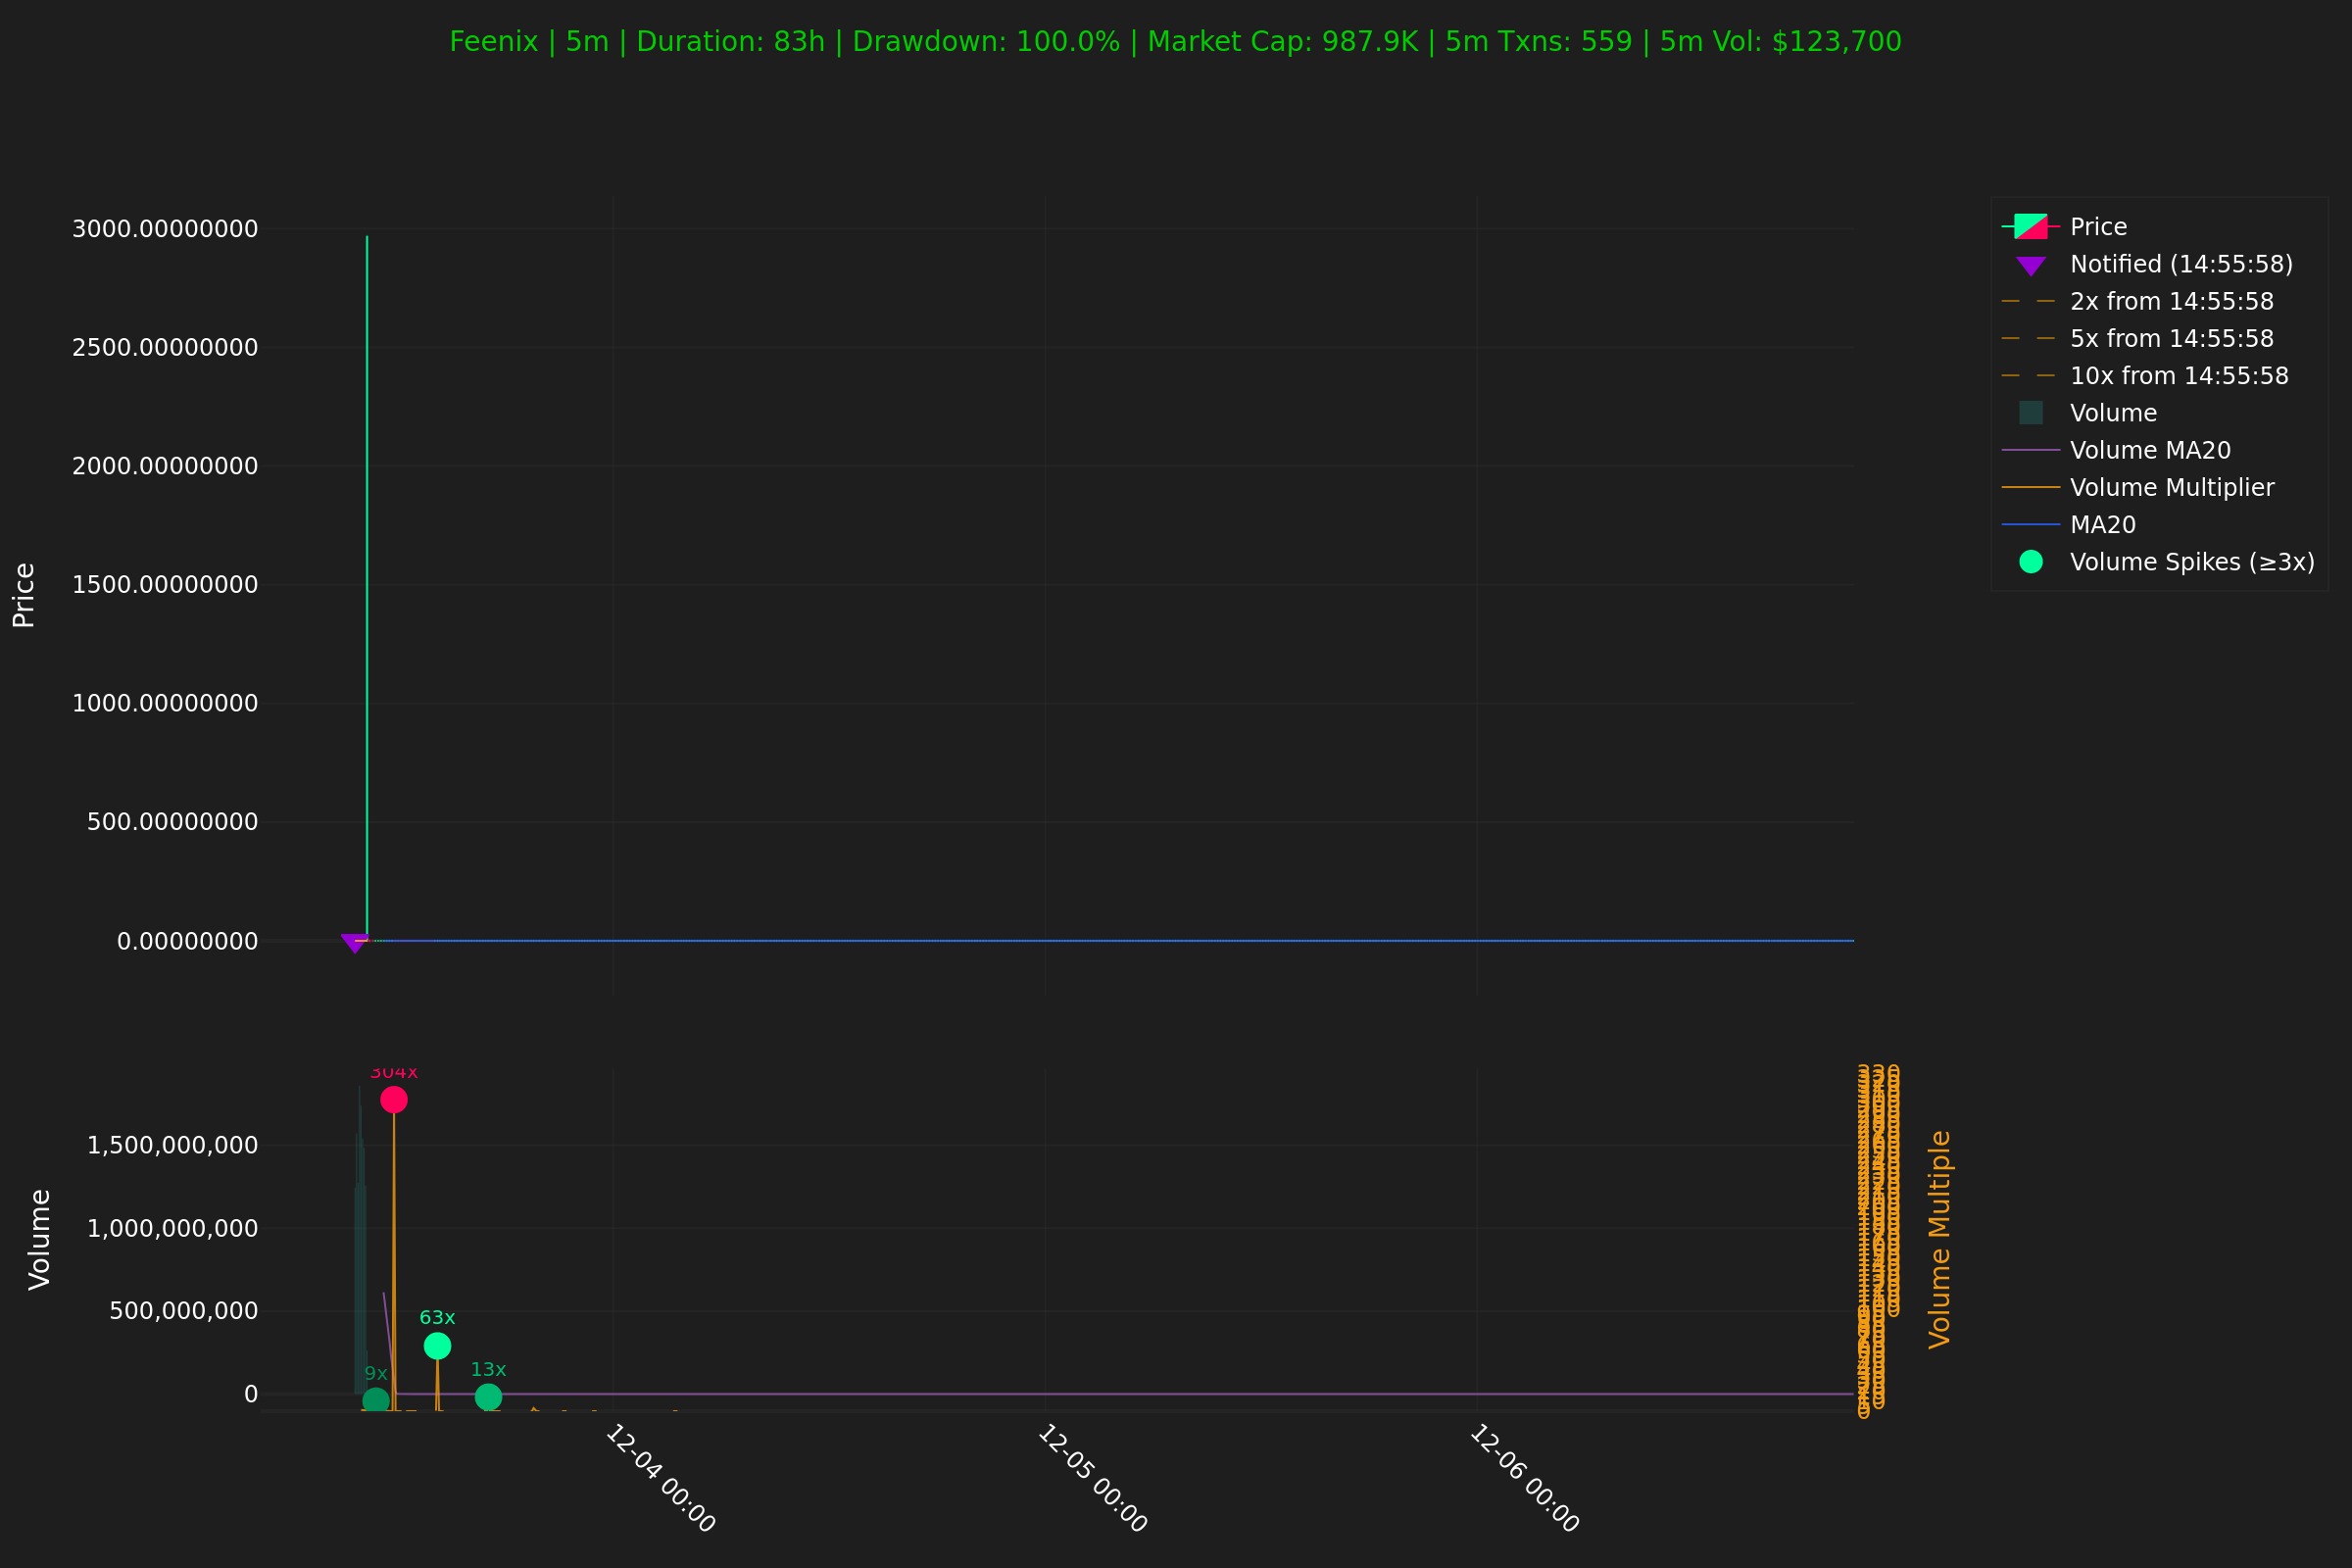 Feenix | 5m | Duration: 83h | Drawdown: 100.0% | Market Cap: 987.9K | 5m Txns: 559 | 5m Vol: $123,700
3000.00000000
2500.00000000
2000.00000000
1500.00000000
1000.00000000
500.00000000
0.00000000
Price
Price
Notified (14:55:58)
2x from 14:55:58
5x from 14:55:58
10x from 14:55:58
Volume
Volume MA20
Volume Multiplier
MA20
Volume Spikes (≥3x)
304x
63x
9x
13x
1,500,000,000
1,000,000,000
500,000,000
0
Volume
Volume Multiple
12-04 00:00
12-05 00:00
12-06 00:00